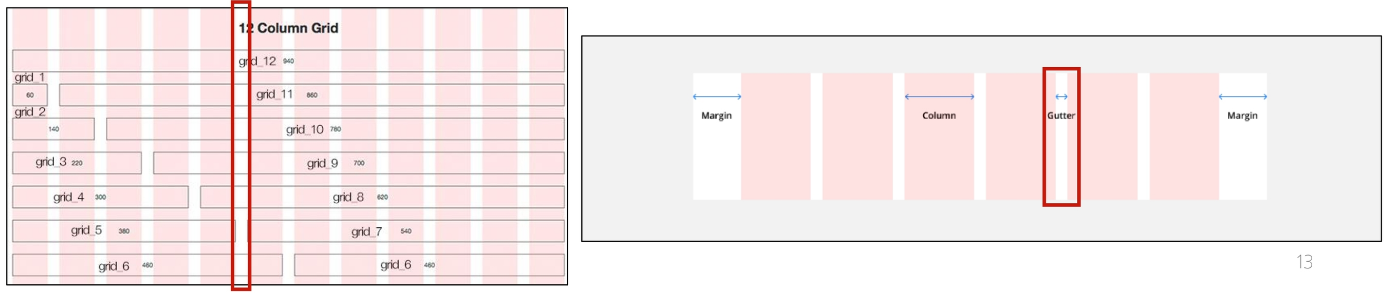 12 Column Grid
grid_12 940
grid_1
60 grid_11 860
grid_2
140 grid_10 780
grid_3 220 grid_9 700
grid_4 300 grid_8 620
grid_5 380 grid_7 540
grid_6 460 grid_6 460
Margin Column Gutter Margin
13